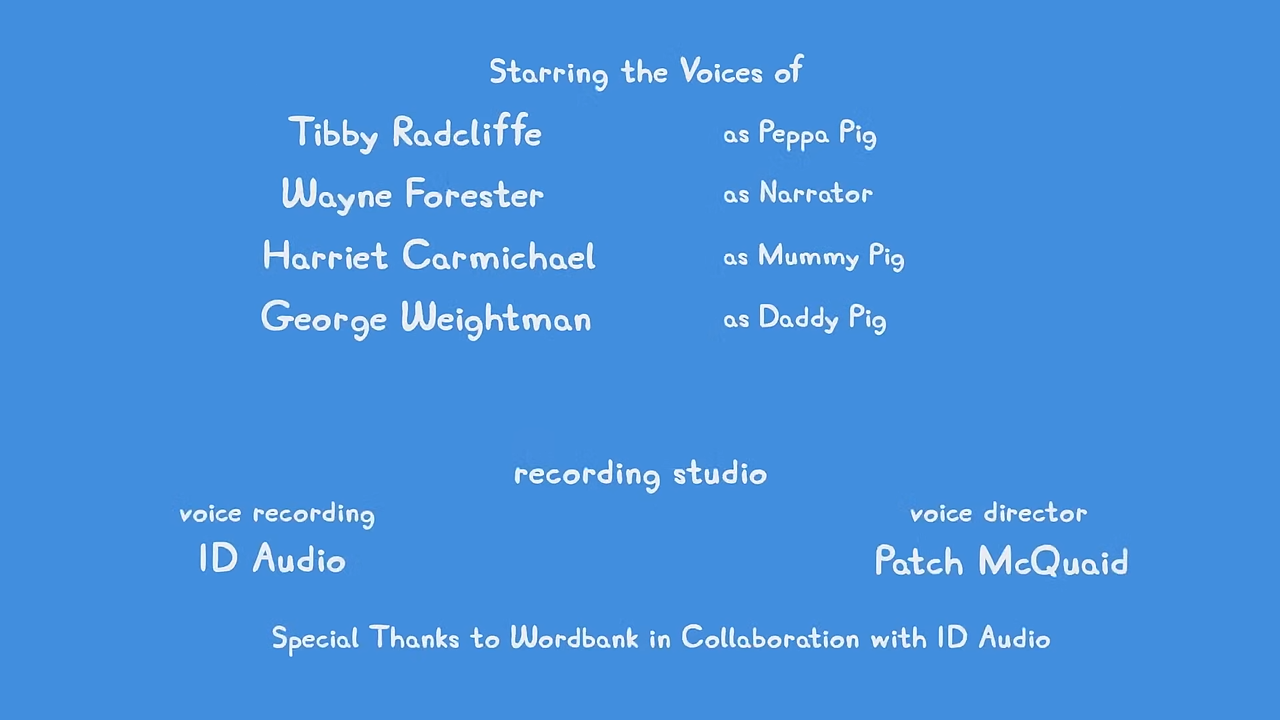 Starring the Voices of
Tibby Radcliffe as Peppa Pig
Wayne Forester as Narrator
Harriet Carmichael as Mummy Pig
George Weightman as Daddy Pig
recording studio
voice recording voice director
ID Audio Patch McQuaid
Special Thanks to Wordbank in Collaboration with ID Audio